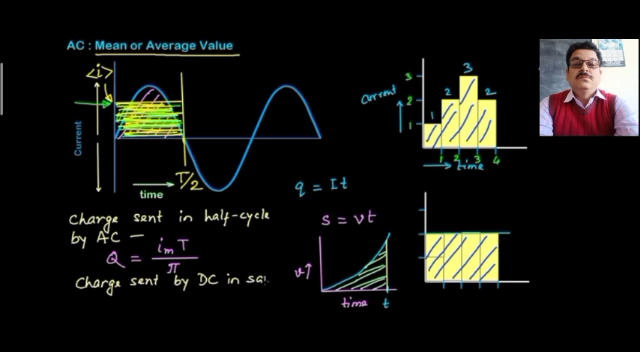 AC : Mean or Average Value
<i>
Current
time
T/2
Charge sent in half-cycle
by AC —
Q = imT/π
Charge sent by DC in sa
q = It
S = vt
v↑
time t
Current
3
2
1
1 2 3 2
1 2 3 4
→ time